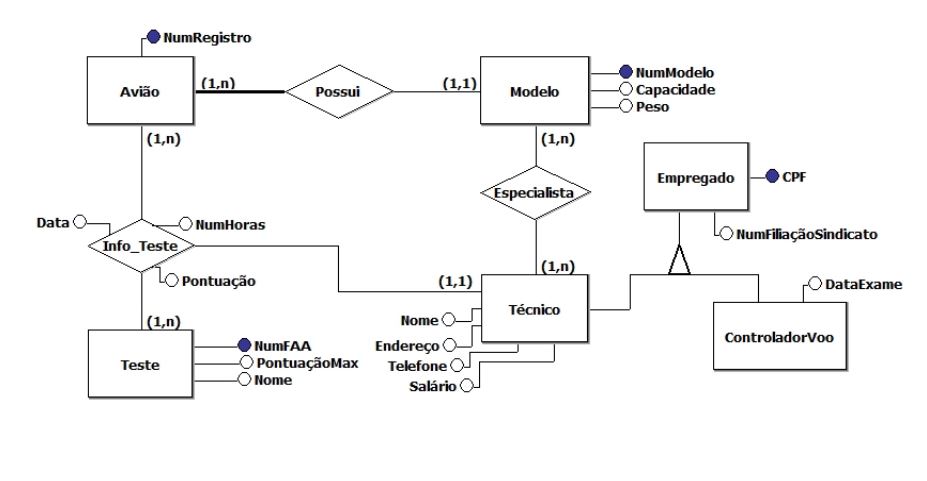 NumRegistro
Avião
(1,n)
Possui
(1,1)
Modelo
NumModelo
Capacidade
Peso
(1,n)
(1,n)
Empregado
CPF
Especialista
Data
NumHoras
Info_Teste
NumFiliaçãoSindicato
Pontuação
(1,1)
(1,n)
DataExame
Técnico
Nome
(1,n)
Teste
NumFAA
PontuaçãoMax
Nome
Endereço
Telefone
Salário
ControladorVoo